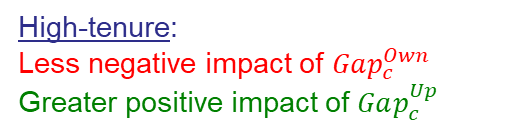 High-tenure:
Less negative impact of $Gap_c^{Own}$
Greater positive impact of $Gap_c^{Up}$